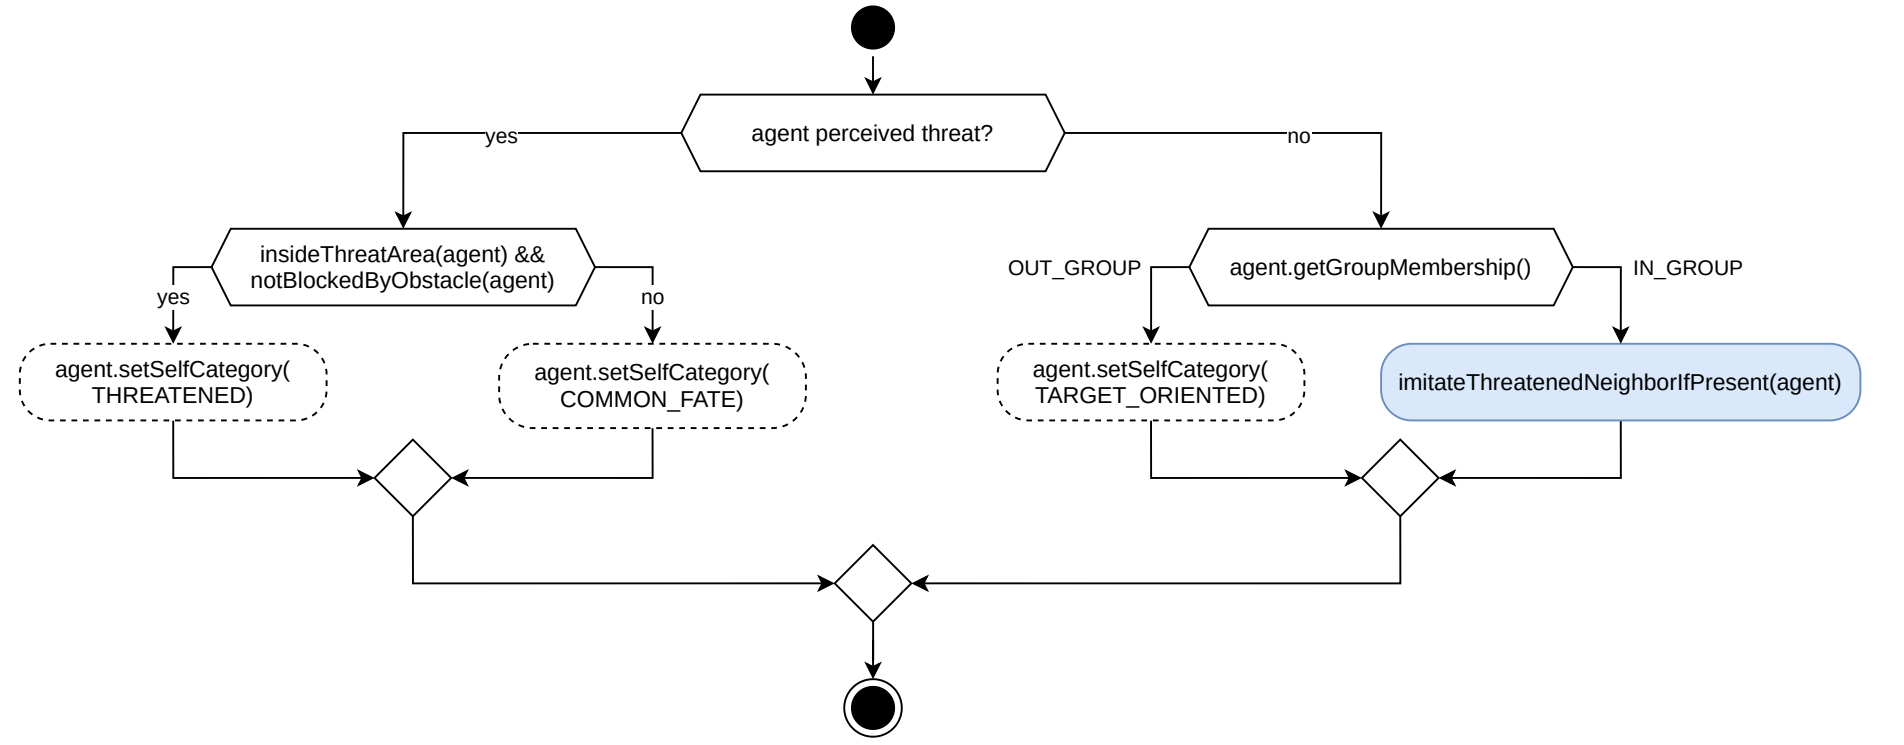 agent perceived threat?
yes
no
insideThreatArea(agent) &&
notBlockedByObstacle(agent)
yes
no
OUT_GROUP
agent.getGroupMembership()
IN_GROUP
agent.setSelfCategory(
THREATENED)
agent.setSelfCategory(
COMMON_FATE)
agent.setSelfCategory(
TARGET_ORIENTED)
imitateThreatenedNeighborIfPresent(agent)